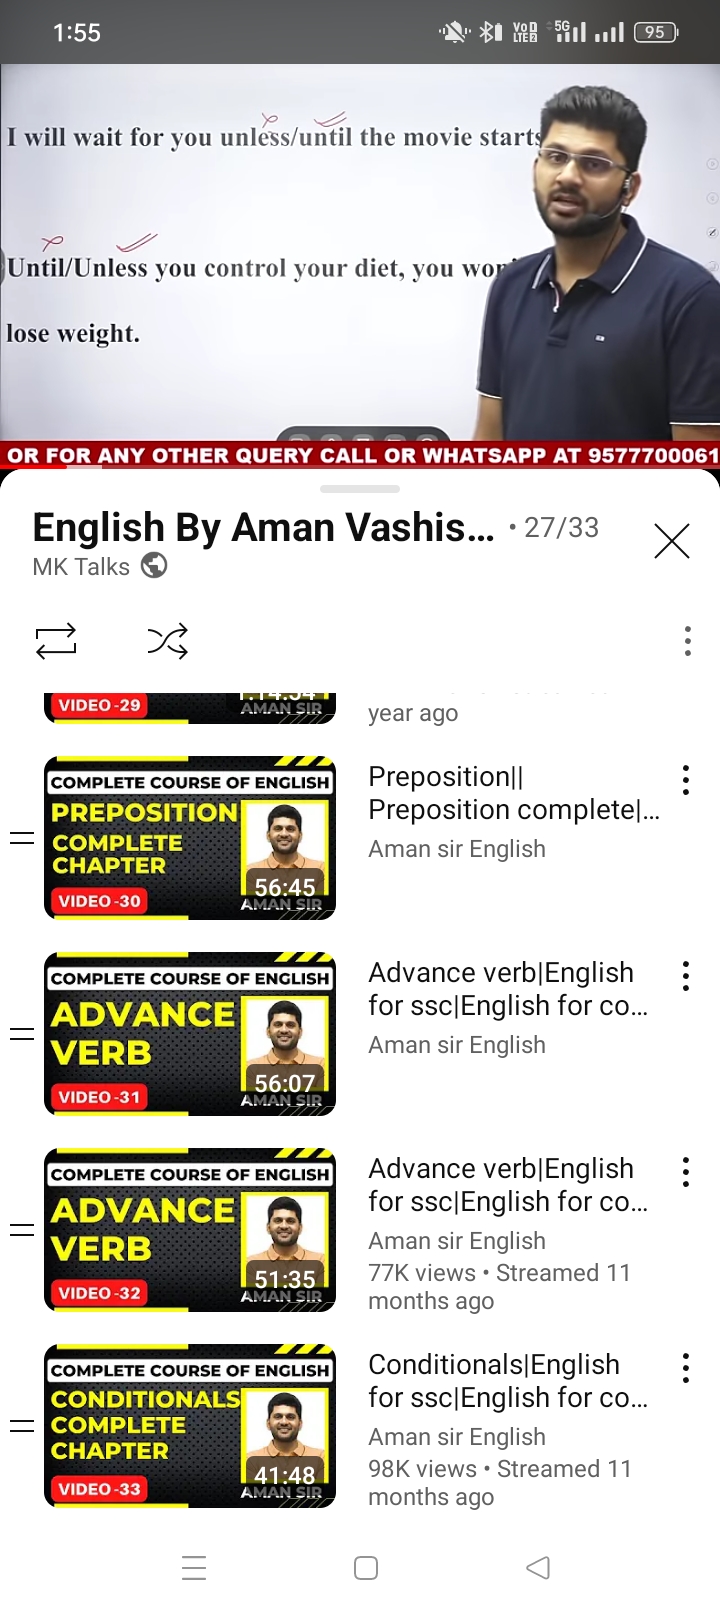 1:55
VoD
LTE2
5G
95
I will wait for you unless/until the movie starts
Until/Unless you control your diet, you won'
lose weight.
OR FOR ANY OTHER QUERY CALL OR WHATSAPP AT 9577700061
English By Aman Vashis... • 27/33
MK Talks
VIDEO-29
1:14:54
AMAN SIR
year ago
COMPLETE COURSE OF ENGLISH
PREPOSITION
COMPLETE
CHAPTER
VIDEO-30
56:45
AMAN SIR
Preposition||
Preposition complete|...
Aman sir English
COMPLETE COURSE OF ENGLISH
ADVANCE
VERB
VIDEO-31
56:07
AMAN SIR
Advance verb|English
for ssc|English for co...
Aman sir English
COMPLETE COURSE OF ENGLISH
ADVANCE
VERB
VIDEO-32
51:35
AMAN SIR
Advance verb|English
for ssc|English for co...
Aman sir English
77K views • Streamed 11
months ago
COMPLETE COURSE OF ENGLISH
CONDITIONALS
COMPLETE
CHAPTER
VIDEO-33
41:48
AMAN SIR
Conditionals|English
for ssc|English for co...
Aman sir English
98K views • Streamed 11
months ago